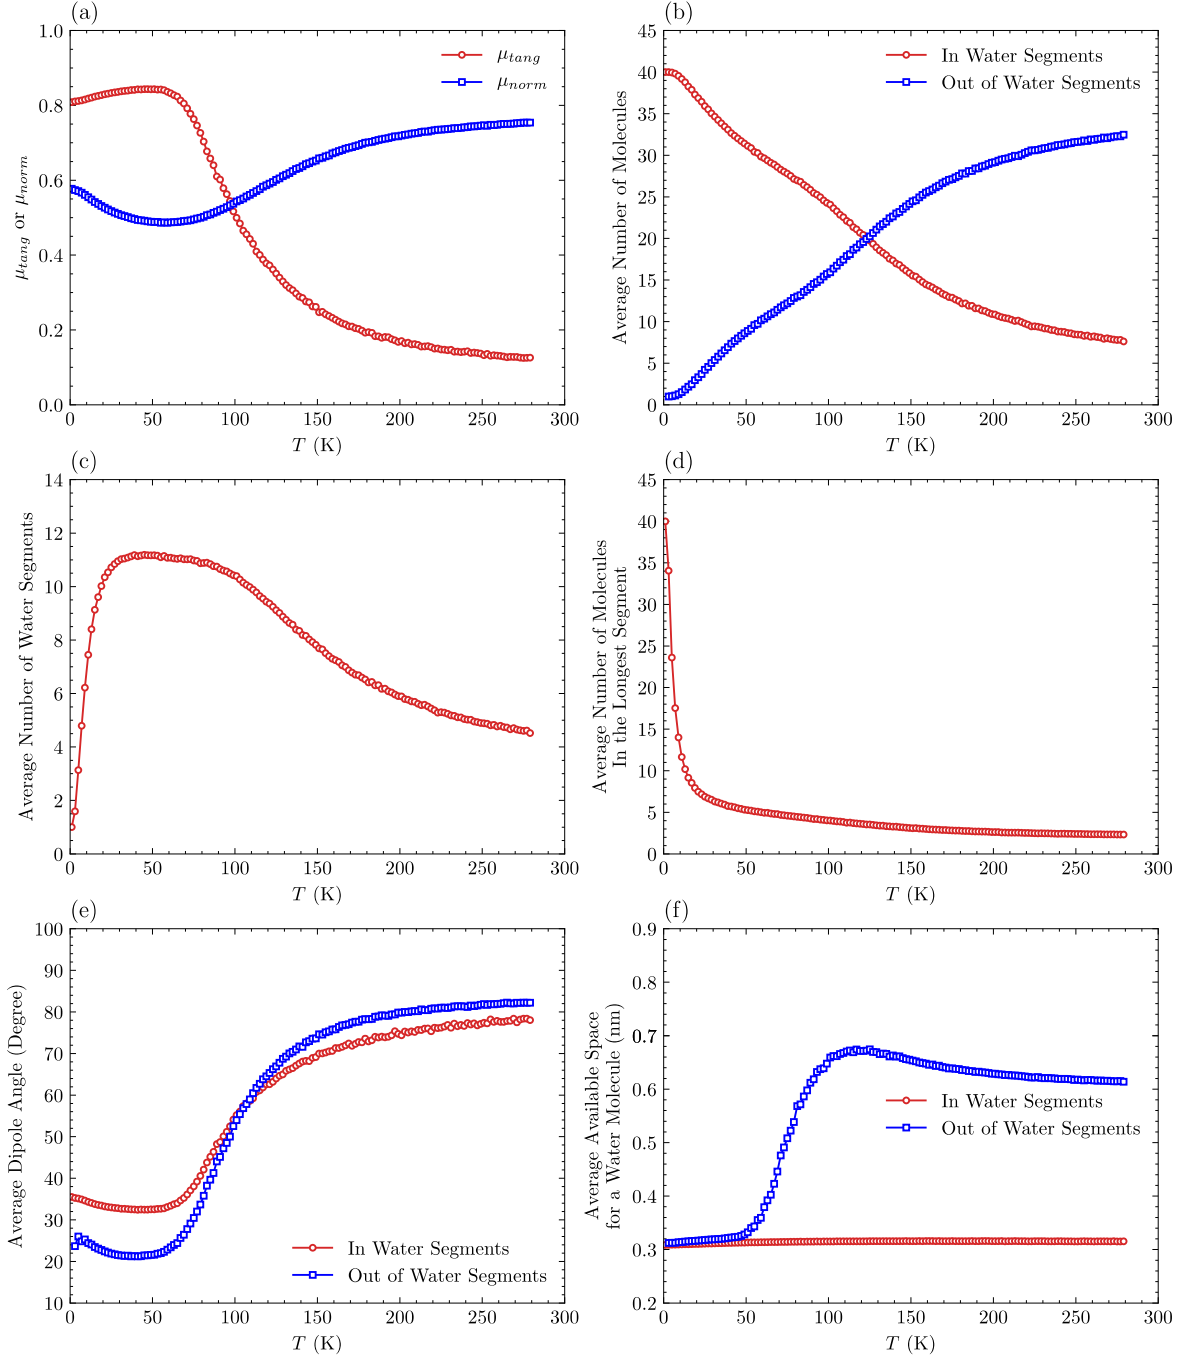 (a)
1.0
0.8
0.6
0.4
0.2
0.0
μtang or μnorm
μtang
μnorm
0 50 100 150 200 250 300
T (K)
(b)
45
40
35
30
25
20
15
10
5
0
Average Number of Molecules
In Water Segments
Out of Water Segments
0 50 100 150 200 250 300
T (K)
(c)
14
12
10
8
6
4
2
0
Average Number of Water Segments
0 50 100 150 200 250 300
T (K)
(d)
45
40
35
30
25
20
15
10
5
0
Average Number of Molecules
In the Longest Segment
0 50 100 150 200 250 300
T (K)
(e)
100
90
80
70
60
50
40
30
20
10
Average Dipole Angle (Degree)
In Water Segments
Out of Water Segments
0 50 100 150 200 250 300
T (K)
(f)
0.9
0.8
0.7
0.6
0.5
0.4
0.3
0.2
Average Available Space
for a Water Molecule (nm)
In Water Segments
Out of Water Segments
0 50 100 150 200 250 300
T (K)